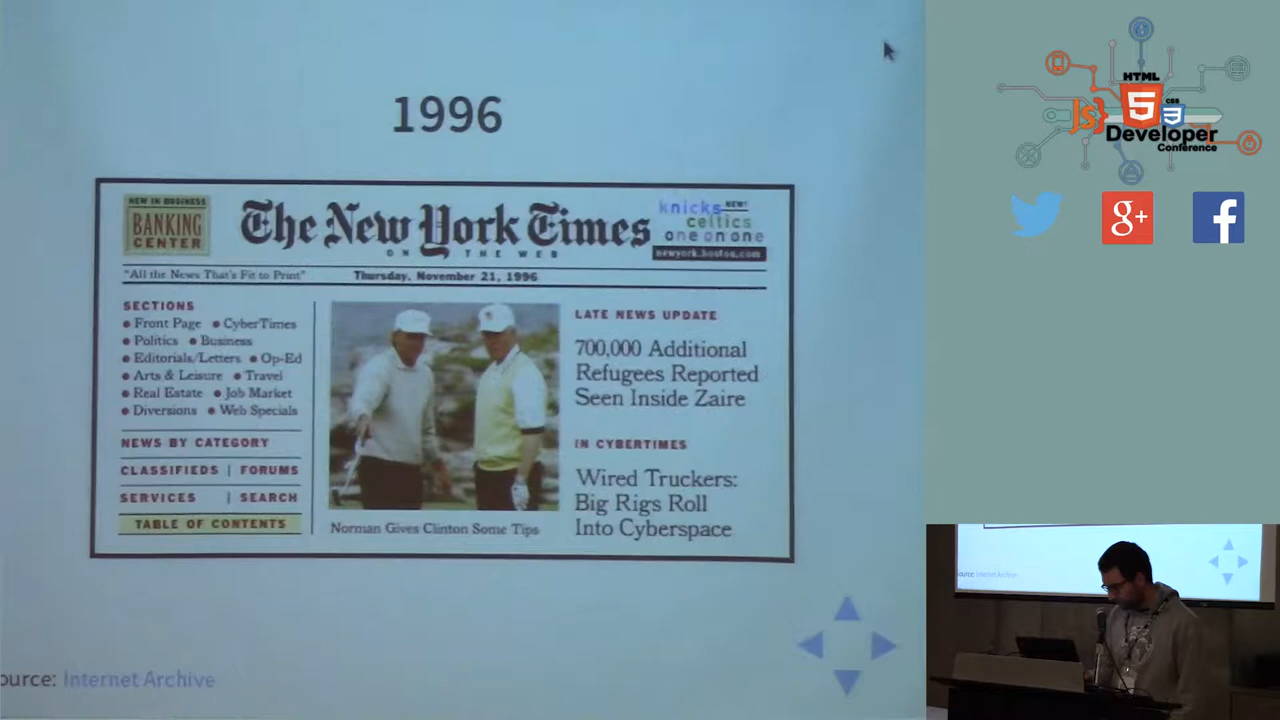 1996
NEW IN BUSINESS
BANKING
CENTER
The New York Times
ON THE WEB
knicks NEW!
celtics
one on one
newyork.boston.com
"All the News That's Fit to Print"
Thursday, November 21, 1996
SECTIONS
● Front Page ● CyberTimes
● Politics ● Business
● Editorials/Letters ● Op-Ed
● Arts & Leisure ● Travel
● Real Estate ● Job Market
● Diversions ● Web Specials
NEWS BY CATEGORY
CLASSIFIEDS | FORUMS
SERVICES | SEARCH
TABLE OF CONTENTS
Norman Gives Clinton Some Tips
LATE NEWS UPDATE
700,000 Additional
Refugees Reported
Seen Inside Zaire
IN CYBERTIMES
Wired Truckers:
Big Rigs Roll
Into Cyberspace
ource: Internet Archive
HTML
5
CSS
3
JS}
Developer
Conference
g+
f
ource: Internet Archive